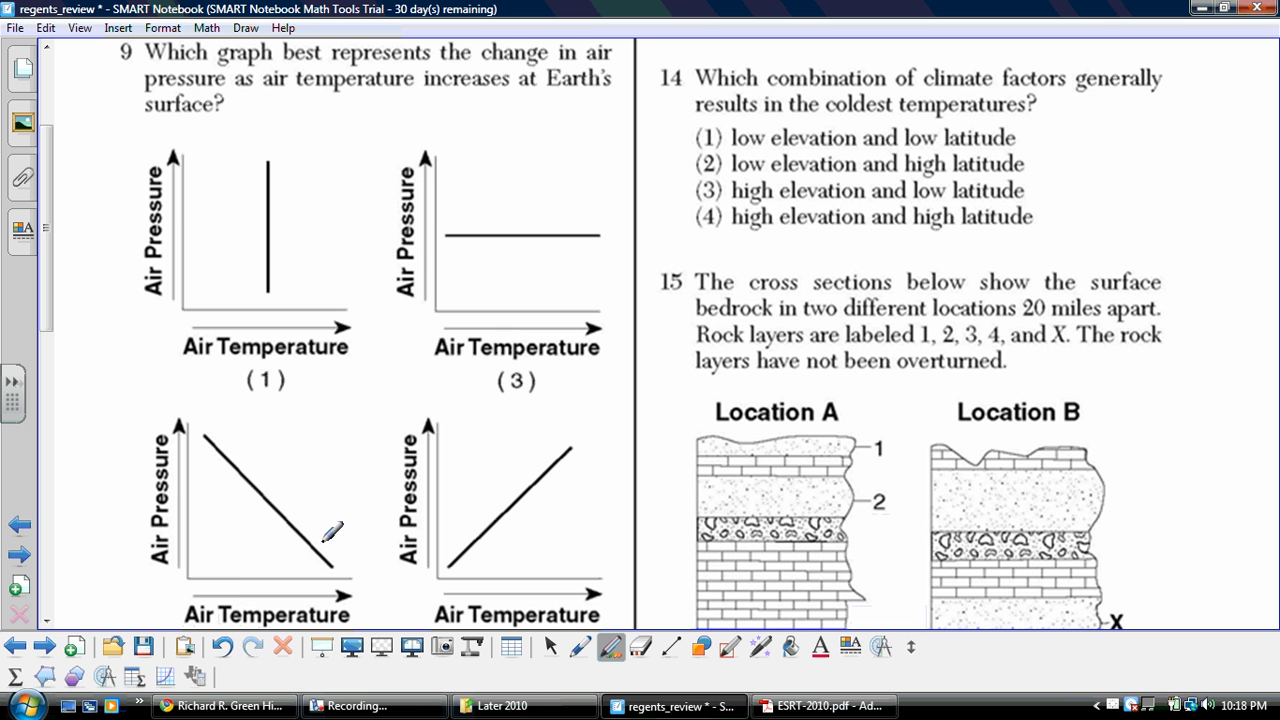 regents_review * - SMART Notebook (SMART Notebook Math Tools Trial - 30 day(s) remaining)
File Edit View Insert Format Math Draw Help
9 Which graph best represents the change in air
pressure as air temperature increases at Earth's
surface?
Air Pressure
Air Temperature
(1)
Air Pressure
Air Temperature
(3)
Air Pressure
Air Temperature
Air Pressure
Air Temperature
14 Which combination of climate factors generally
results in the coldest temperatures?
(1) low elevation and low latitude
(2) low elevation and high latitude
(3) high elevation and low latitude
(4) high elevation and high latitude
15 The cross sections below show the surface
bedrock in two different locations 20 miles apart.
Rock layers are labeled 1, 2, 3, 4, and X. The rock
layers have not been overturned.
Location A
1
2
Location B
X
Richard R. Green Hi...
Recording...
Later 2010
regents_review * - S...
ESRT-2010.pdf - Ad...
10:18 PM